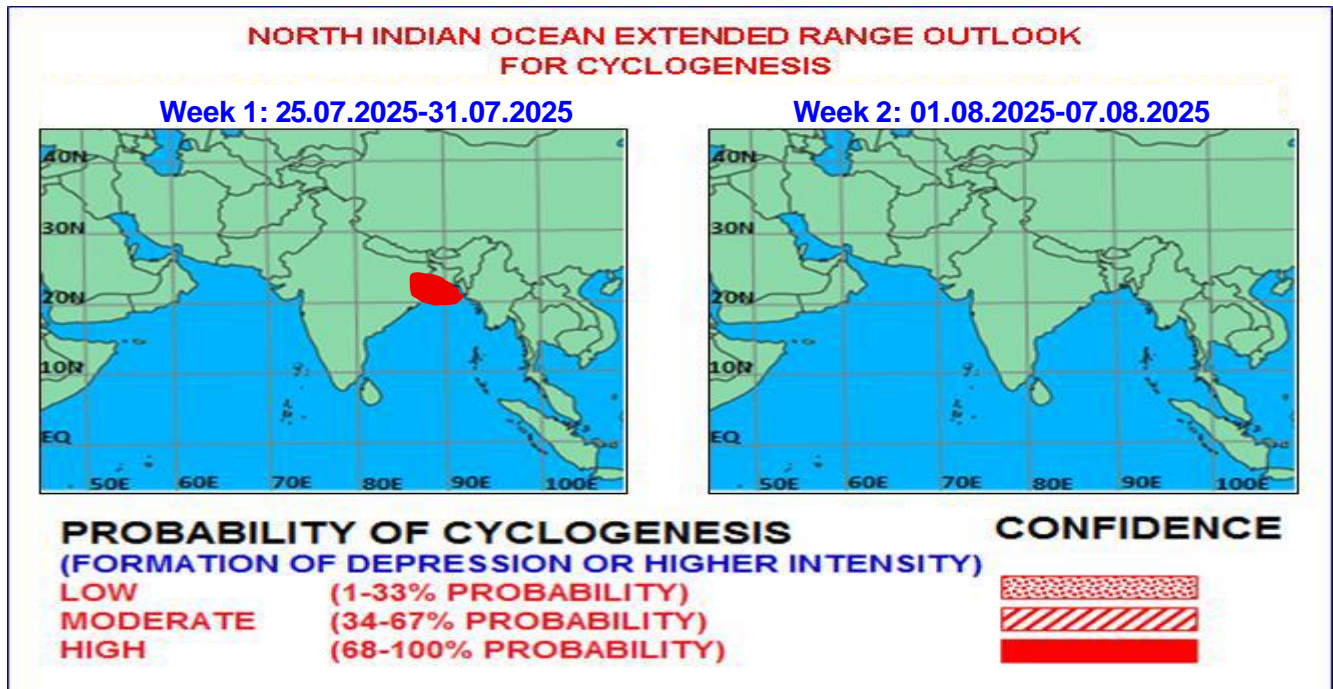 NORTH INDIAN OCEAN EXTENDED RANGE OUTLOOK
FOR CYCLOGENESIS
Week 1: 25.07.2025-31.07.2025
40N
30N
20N
10N
EQ
50E 60E 70E 80E 90E 100E
Week 2: 01.08.2025-07.08.2025
40N
30N
20N
10N
EQ
50E 60E 70E 80E 90E 100E
PROBABILITY OF CYCLOGENESIS
(FORMATION OF DEPRESSION OR HIGHER INTENSITY)
LOW (1-33% PROBABILITY)
MODERATE (34-67% PROBABILITY)
HIGH (68-100% PROBABILITY)
CONFIDENCE